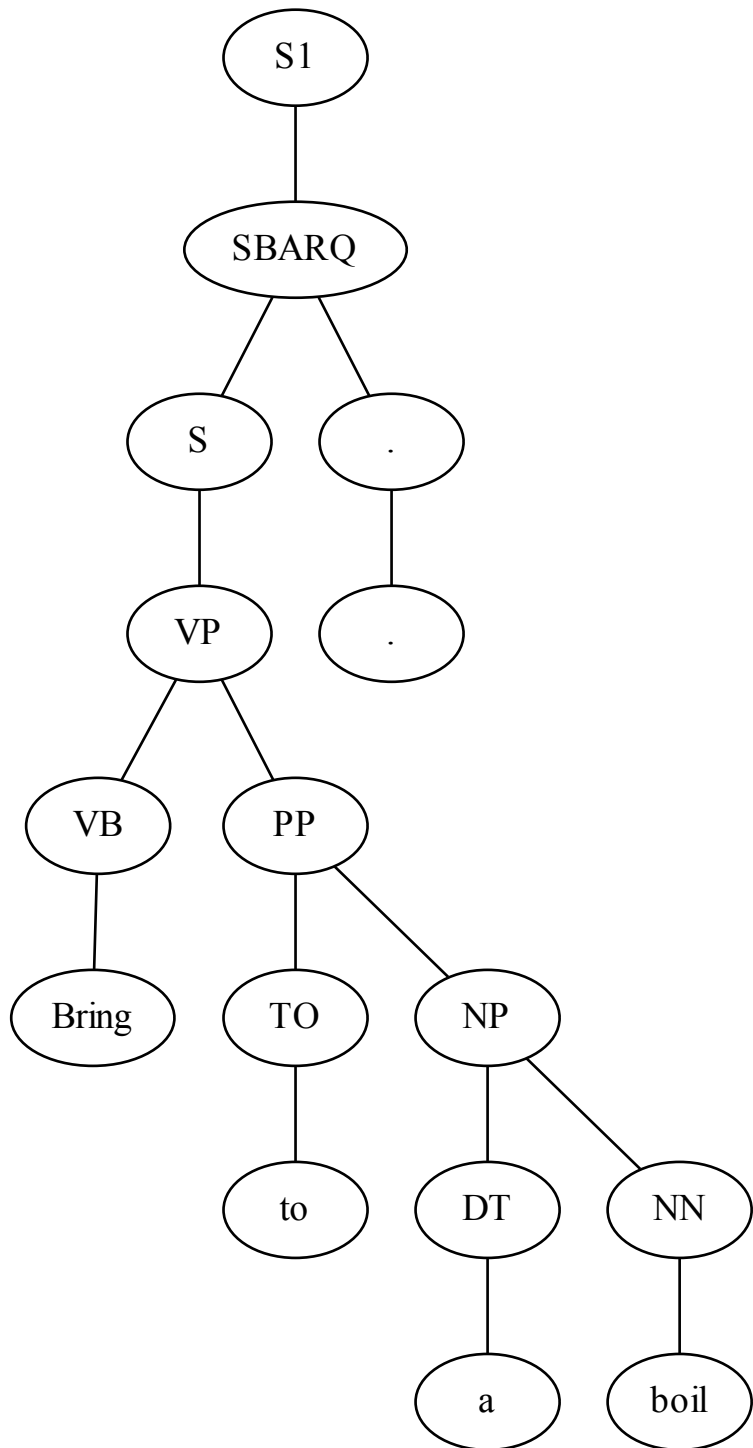 S1
SBARQ
S .
VP .
VB PP
Bring TO NP
to DT NN
a boil